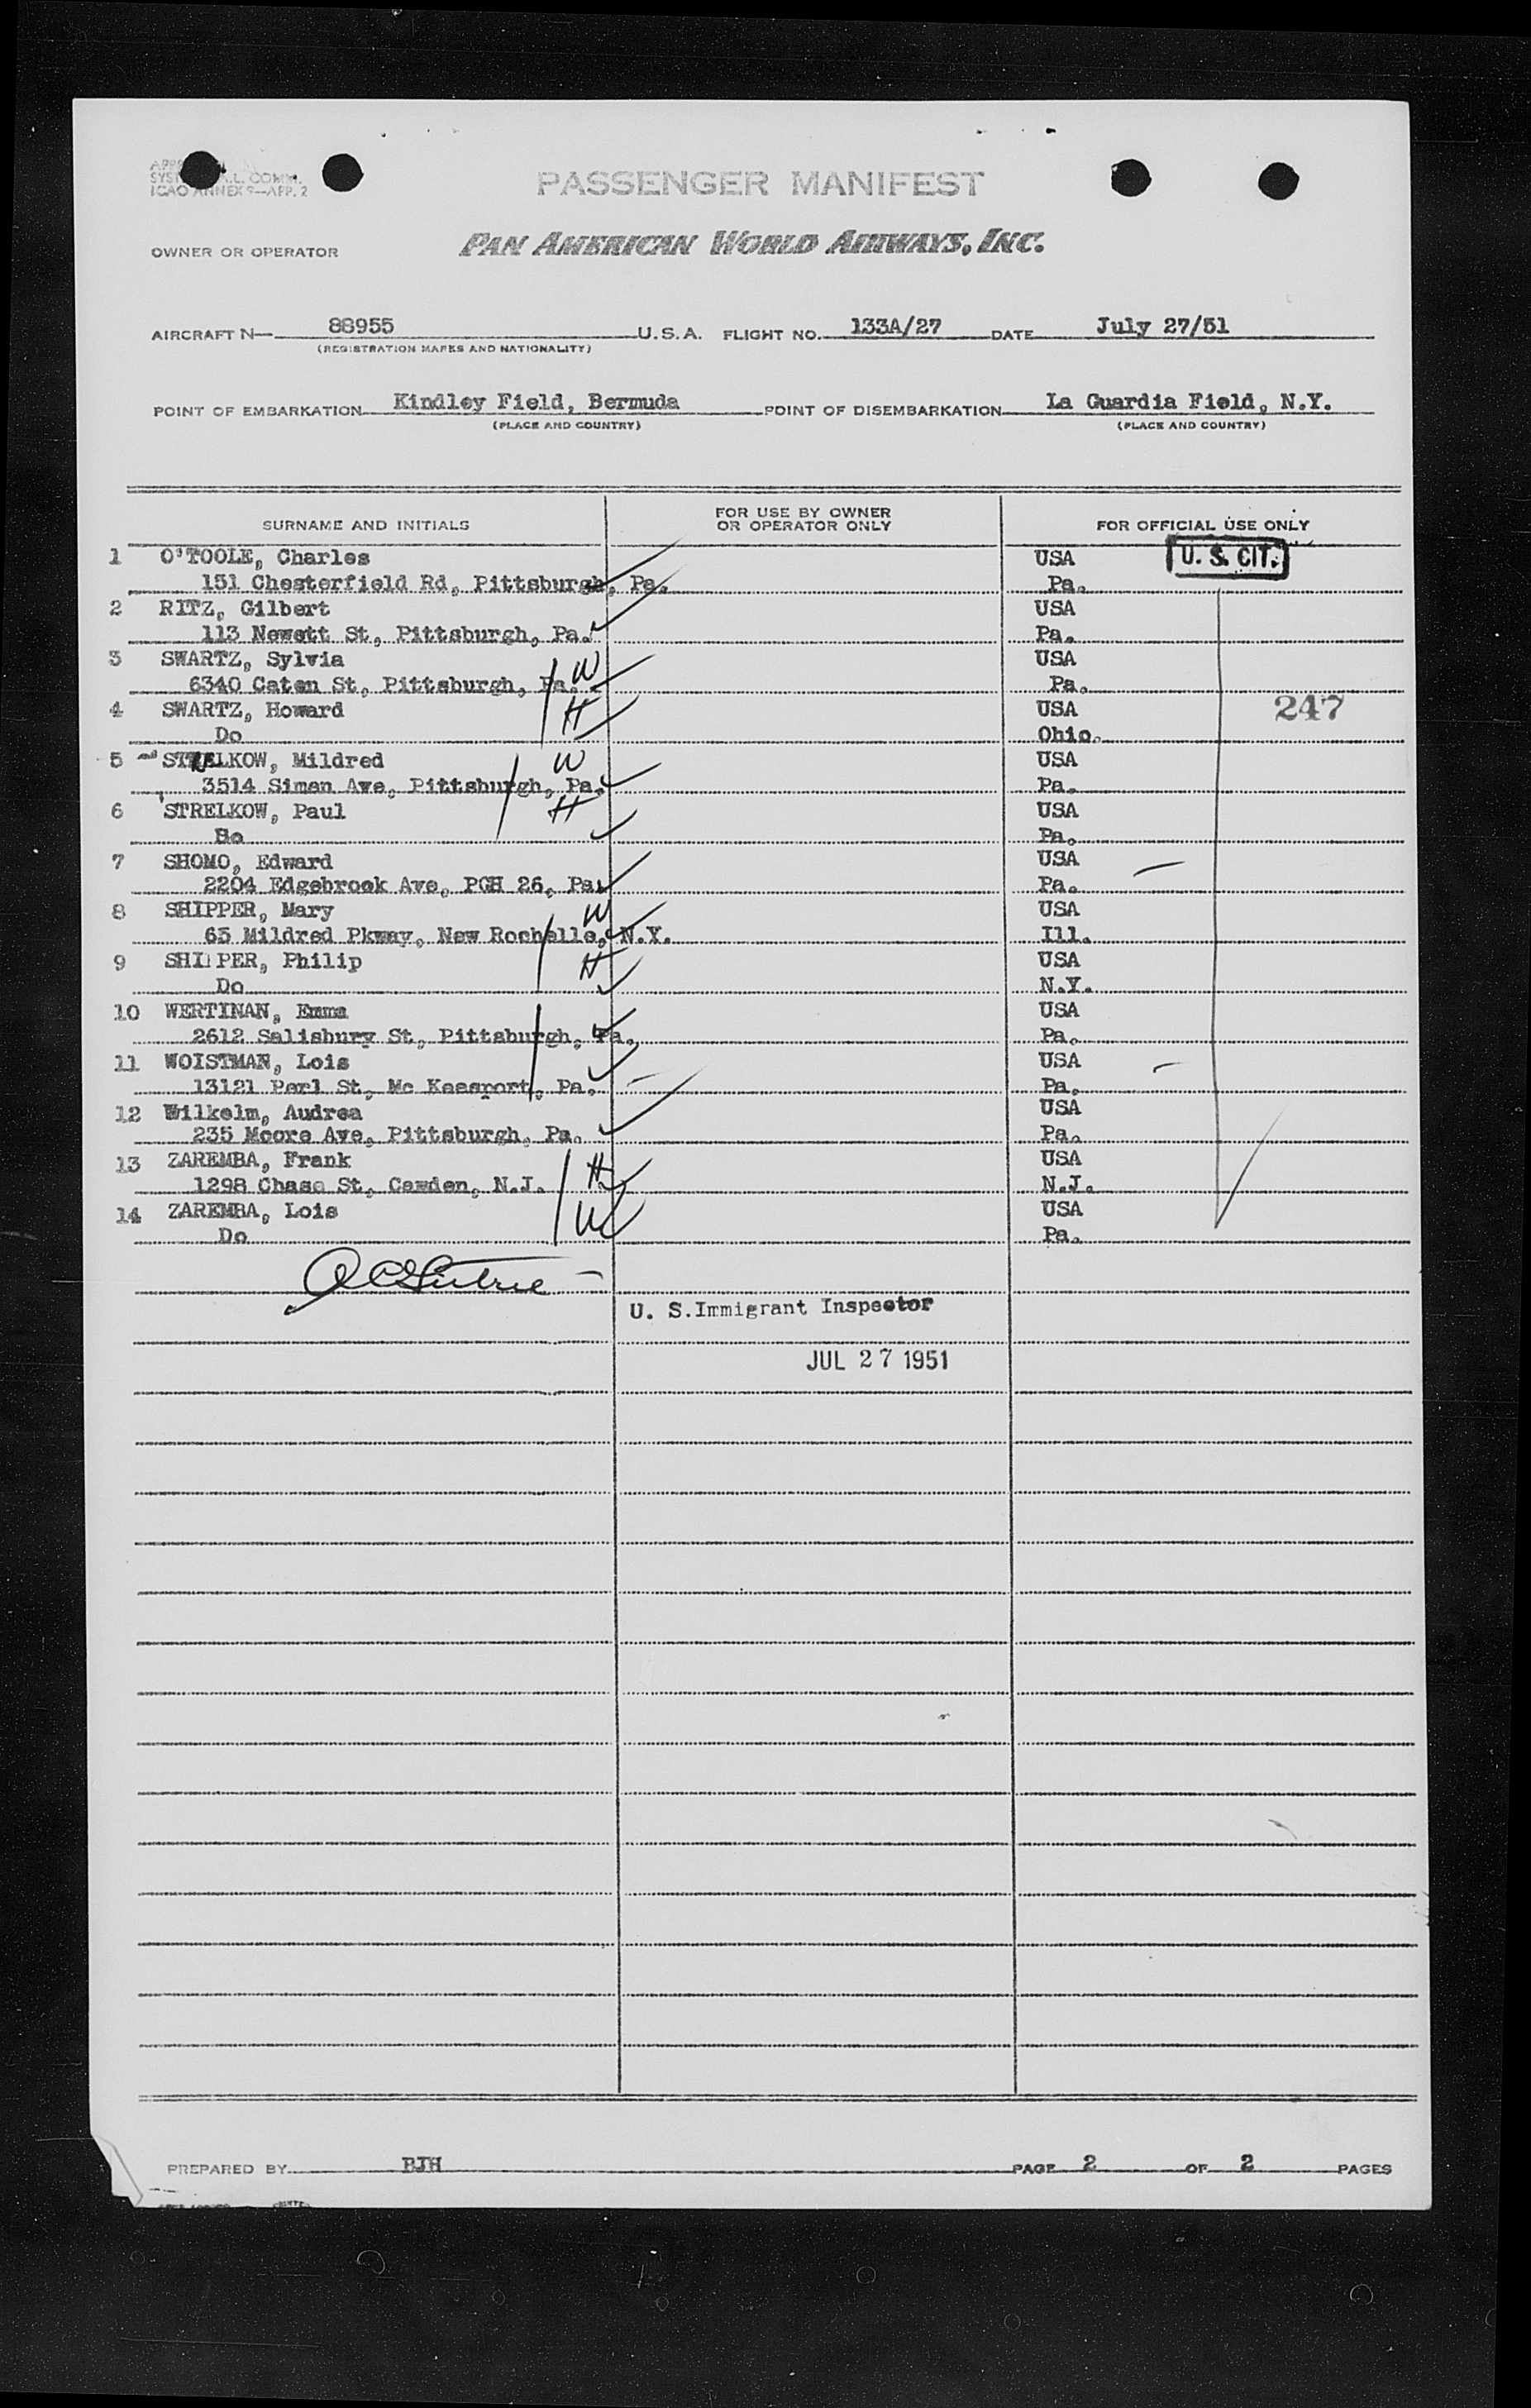 ICAO ANNEX 9—APP. 2
PASSENGER MANIFEST
OWNER OR OPERATOR PAN AMERICAN WORLD AIRWAYS, INC.
AIRCRAFT N— 88955 U.S.A. FLIGHT NO. 133A/27 DATE July 27/51
(REGISTRATION MARKS AND NATIONALITY)
POINT OF EMBARKATION Kindley Field, Bermuda POINT OF DISEMBARKATION La Guardia Field, N.Y.
(PLACE AND COUNTRY) (PLACE AND COUNTRY)
SURNAME AND INITIALS FOR USE BY OWNER OR OPERATOR ONLY FOR OFFICIAL USE ONLY
1 O'TOOLE, Charles USA U. S. CIT.
151 Chesterfield Rd, Pittsburgh, Pa. Pa.
2 RITZ, Gilbert USA
113 Newett St, Pittsburgh, Pa. Pa.
3 SWARTZ, Sylvia W USA
6340 Caton St, Pittsburgh, Pa. Pa.
4 SWARTZ, Howard H USA 247
Do Ohio.
5 STRELKOW, Mildred W USA
3514 Simen Ave, Pittsburgh, Pa. Pa.
6 STRELKOW, Paul H USA
Do Pa.
7 SHOMO, Edward USA
2204 Edgebrook Ave, PGH 26, Pa. Pa.
8 SHIPPER, Mary W USA
65 Mildred Pkway, New Rochelle, N.Y. Ill.
9 SHIPPER, Philip H USA
Do N.Y.
10 WERTINAN, Emma USA
2612 Salisbury St, Pittsburgh, Pa. Pa.
11 WOISTMAN, Lois USA
13121 Perl St, Mc Keesport, Pa. Pa.
12 Wilkelm, Audrea USA
235 Moore Ave, Pittsburgh, Pa. Pa.
13 ZAREMBA, Frank H USA
1298 Chase St, Camden, N.J. N.J.
14 ZAREMBA, Lois W USA
Do Pa.
U. S. Immigrant Inspector
JUL 27 1951
PREPARED BY BJH PAGE 2 OF 2 PAGES